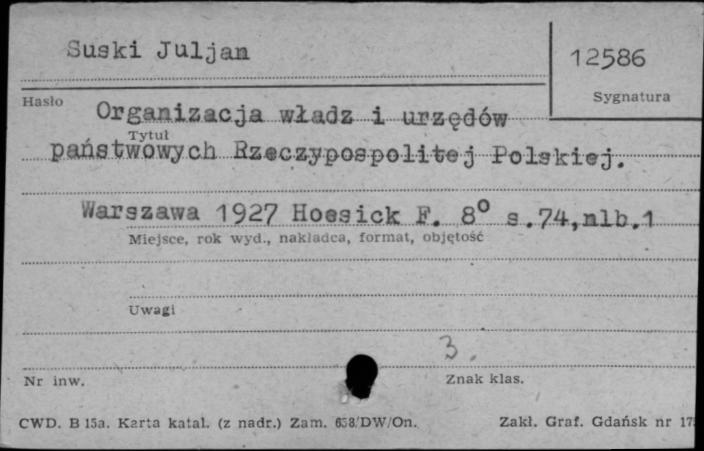 Suski Juljan
12586
Hasło
Sygnatura
Organizacja władz i urzędów
Tytuł
państwowych Rzeczypospolitej Polskiej.
Warszawa 1927 Hoesick F. 8° s.74,nlb.1
Miejsce, rok wyd., nakładca, format, objętość
Uwagi
3.
Nr inw.
Znak klas.
CWD. B 15a. Karta katal. (z nadr.) Zam. 658/DW/On.
Zakł. Graf. Gdańsk nr